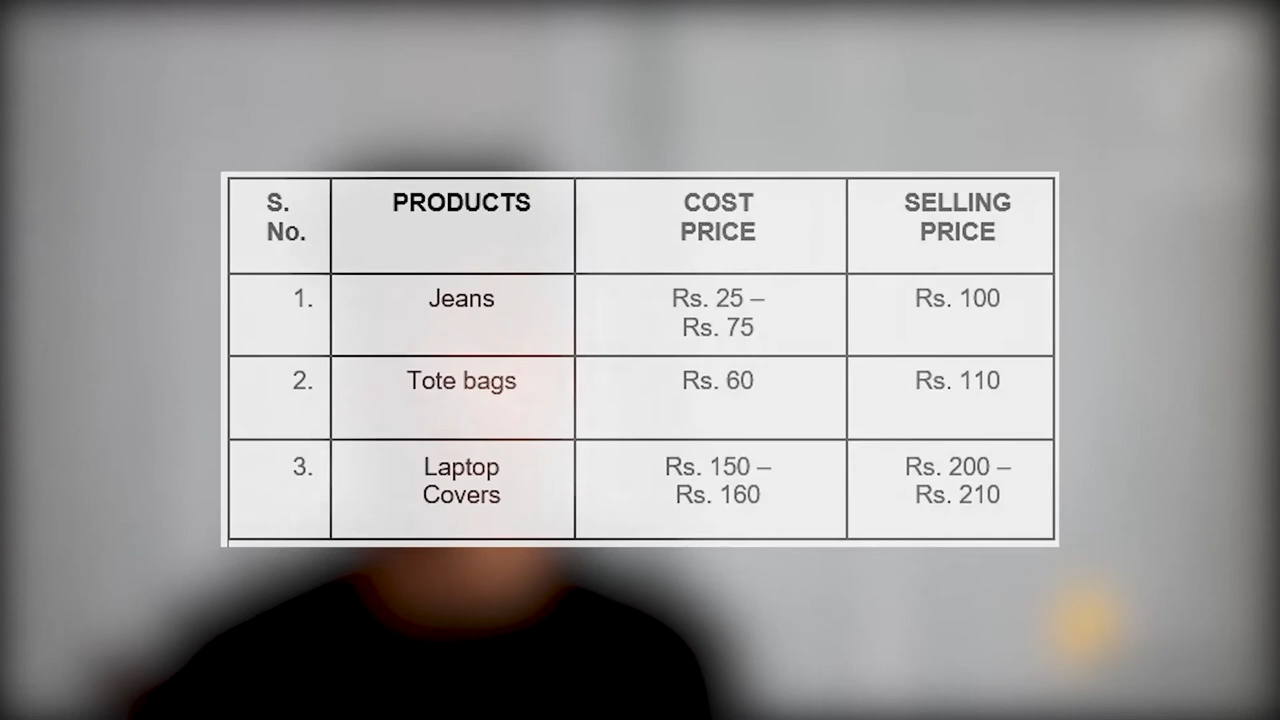 S. No. PRODUCTS COST PRICE SELLING PRICE
1. Jeans Rs. 25 – Rs. 75 Rs. 100
2. Tote bags Rs. 60 Rs. 110
3. Laptop Covers Rs. 150 – Rs. 160 Rs. 200 – Rs. 210